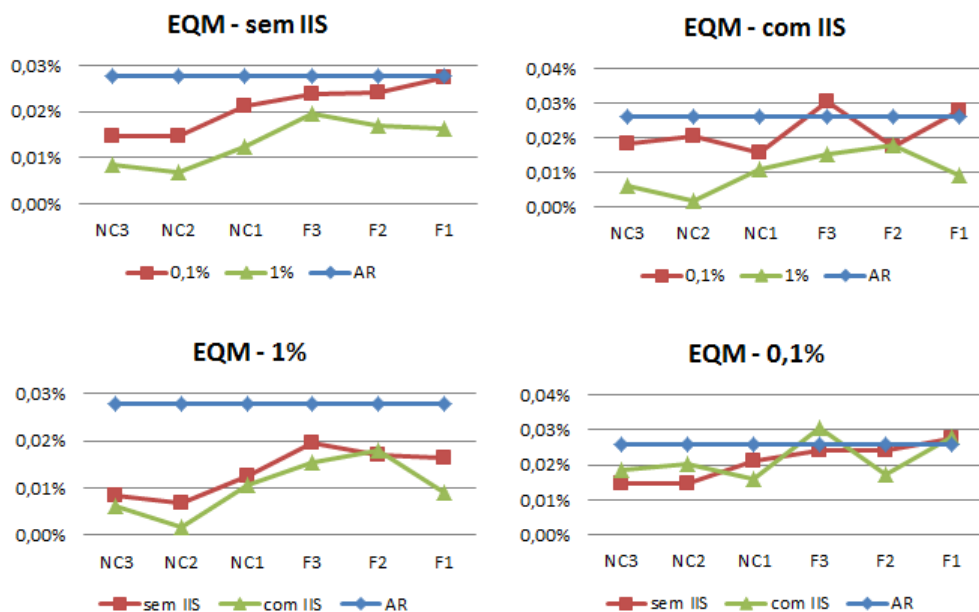 EQM - sem IIS
0,03%
0,02%
0,01%
0,00%
NC3 NC2 NC1 F3 F2 F1
0,1% 1% AR
EQM - com IIS
0,04%
0,03%
0,02%
0,01%
0,00%
NC3 NC2 NC1 F3 F2 F1
0,1% 1% AR
EQM - 1%
0,03%
0,02%
0,01%
0,00%
NC3 NC2 NC1 F3 F2 F1
sem IIS com IIS AR
EQM - 0,1%
0,04%
0,03%
0,02%
0,01%
0,00%
NC3 NC2 NC1 F3 F2 F1
sem IIS com IIS AR